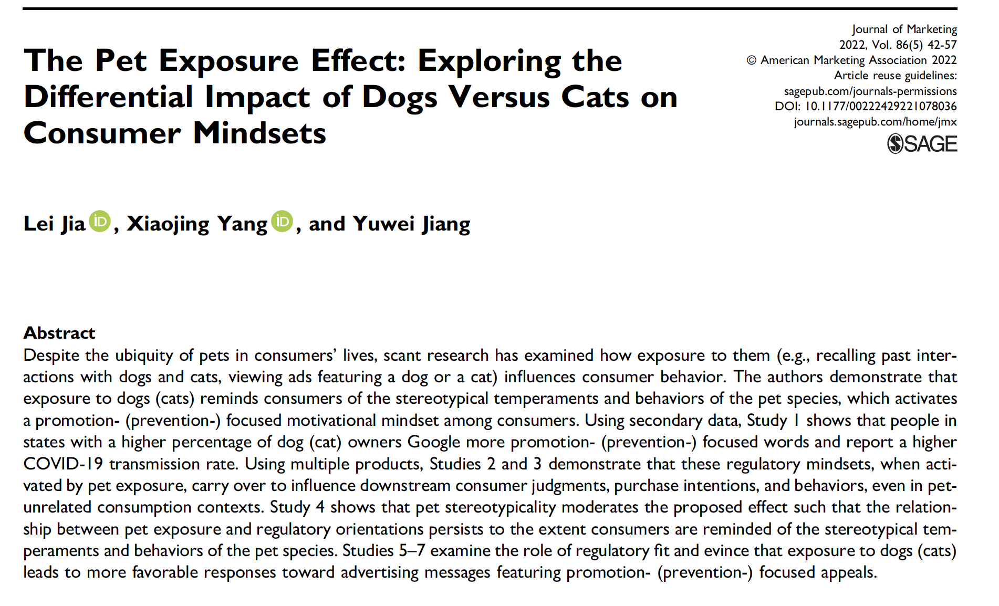 Journal of Marketing
2022, Vol. 86(5) 42-57
© American Marketing Association 2022
Article reuse guidelines:
sagepub.com/journals-permissions
DOI: 10.1177/00222429221078036
journals.sagepub.com/home/jmx
SAGE
The Pet Exposure Effect: Exploring the
Differential Impact of Dogs Versus Cats on
Consumer Mindsets
Lei Jia iD, Xiaojing Yang iD, and Yuwei Jiang
Abstract
Despite the ubiquity of pets in consumers’ lives, scant research has examined how exposure to them (e.g., recalling past inter-
actions with dogs and cats, viewing ads featuring a dog or a cat) influences consumer behavior. The authors demonstrate that
exposure to dogs (cats) reminds consumers of the stereotypical temperaments and behaviors of the pet species, which activates
a promotion- (prevention-) focused motivational mindset among consumers. Using secondary data, Study 1 shows that people in
states with a higher percentage of dog (cat) owners Google more promotion- (prevention-) focused words and report a higher
COVID-19 transmission rate. Using multiple products, Studies 2 and 3 demonstrate that these regulatory mindsets, when acti-
vated by pet exposure, carry over to influence downstream consumer judgments, purchase intentions, and behaviors, even in pet-
unrelated consumption contexts. Study 4 shows that pet stereotypicality moderates the proposed effect such that the relation-
ship between pet exposure and regulatory orientations persists to the extent consumers are reminded of the stereotypical tem-
peraments and behaviors of the pet species. Studies 5–7 examine the role of regulatory fit and evince that exposure to dogs (cats)
leads to more favorable responses toward advertising messages featuring promotion- (prevention-) focused appeals.